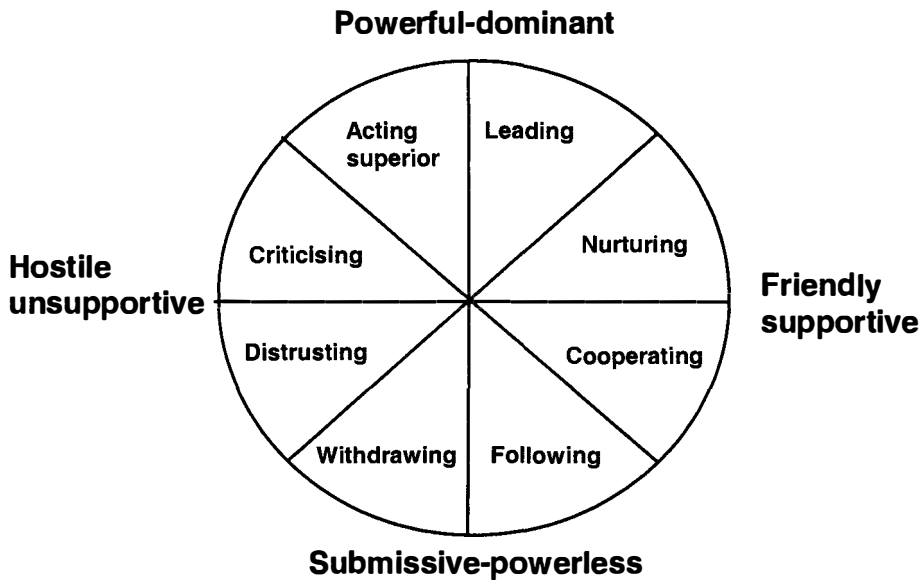 Powerful-dominant
Acting
superior
Leading
Criticising
Nurturing
Hostile
unsupportive
Friendly
supportive
Distrusting
Cooperating
Withdrawing
Following
Submissive-powerless